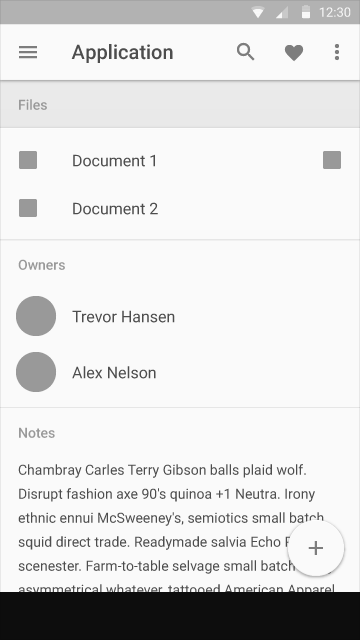 12:30
Application
Files
Document 1
Document 2
Owners
Trevor Hansen
Alex Nelson
Notes
Chambray Carles Terry Gibson balls plaid wolf.
Disrupt fashion axe 90's quinoa +1 Neutra. Irony
ethnic ennui McSweeney's, semiotics small batch
squid direct trade. Readymade salvia Echo
scenester. Farm-to-table selvage small batch
asymmetrical whatever, tattooed American Apparel